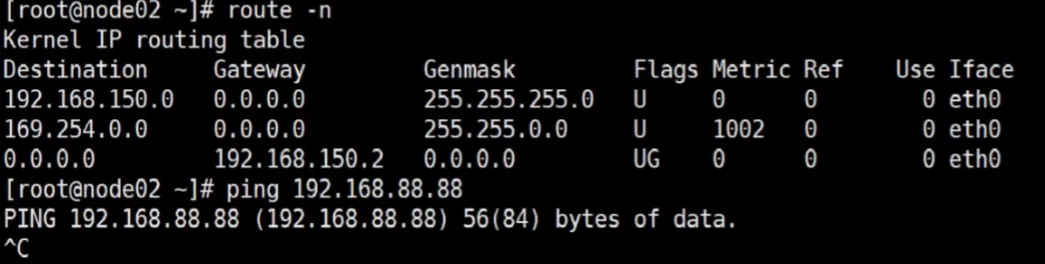 [root@node02 ~]# route -n
Kernel IP routing table
Destination     Gateway         Genmask         Flags Metric Ref    Use Iface
192.168.150.0   0.0.0.0         255.255.255.0   U     0      0        0 eth0
169.254.0.0     0.0.0.0         255.255.0.0     U     1002   0        0 eth0
0.0.0.0         192.168.150.2   0.0.0.0         UG    0      0        0 eth0
[root@node02 ~]# ping 192.168.88.88
PING 192.168.88.88 (192.168.88.88) 56(84) bytes of data.
^C